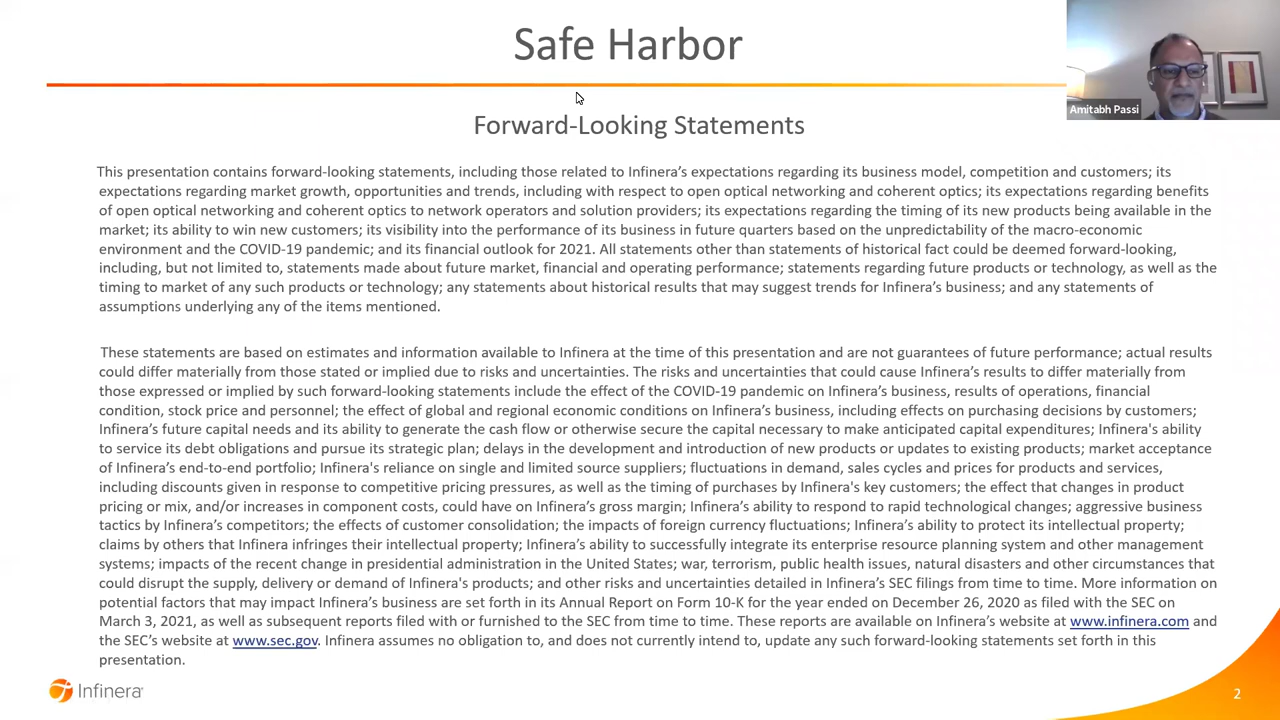 Safe Harbor
Amitabh Passi
Forward-Looking Statements
This presentation contains forward-looking statements, including those related to Infinera’s expectations regarding its business model, competition and customers; its
expectations regarding market growth, opportunities and trends, including with respect to open optical networking and coherent optics; its expectations regarding benefits
of open optical networking and coherent optics to network operators and solution providers; its expectations regarding the timing of its new products being available in the
market; its ability to win new customers; its visibility into the performance of its business in future quarters based on the unpredictability of the macro-economic
environment and the COVID-19 pandemic; and its financial outlook for 2021. All statements other than statements of historical fact could be deemed forward-looking,
including, but not limited to, statements made about future market, financial and operating performance; statements regarding future products or technology, as well as the
timing to market of any such products or technology; any statements about historical results that may suggest trends for Infinera’s business; and any statements of
assumptions underlying any of the items mentioned.
These statements are based on estimates and information available to Infinera at the time of this presentation and are not guarantees of future performance; actual results
could differ materially from those stated or implied due to risks and uncertainties. The risks and uncertainties that could cause Infinera’s results to differ materially from
those expressed or implied by such forward-looking statements include the effect of the COVID-19 pandemic on Infinera’s business, results of operations, financial
condition, stock price and personnel; the effect of global and regional economic conditions on Infinera’s business, including effects on purchasing decisions by customers;
Infinera’s future capital needs and its ability to generate the cash flow or otherwise secure the capital necessary to make anticipated capital expenditures; Infinera's ability
to service its debt obligations and pursue its strategic plan; delays in the development and introduction of new products or updates to existing products; market acceptance
of Infinera’s end-to-end portfolio; Infinera's reliance on single and limited source suppliers; fluctuations in demand, sales cycles and prices for products and services,
including discounts given in response to competitive pricing pressures, as well as the timing of purchases by Infinera's key customers; the effect that changes in product
pricing or mix, and/or increases in component costs, could have on Infinera’s gross margin; Infinera’s ability to respond to rapid technological changes; aggressive business
tactics by Infinera’s competitors; the effects of customer consolidation; the impacts of foreign currency fluctuations; Infinera’s ability to protect its intellectual property;
claims by others that Infinera infringes their intellectual property; Infinera’s ability to successfully integrate its enterprise resource planning system and other management
systems; impacts of the recent change in presidential administration in the United States; war, terrorism, public health issues, natural disasters and other circumstances that
could disrupt the supply, delivery or demand of Infinera's products; and other risks and uncertainties detailed in Infinera’s SEC filings from time to time. More information on
potential factors that may impact Infinera’s business are set forth in its Annual Report on Form 10-K for the year ended on December 26, 2020 as filed with the SEC on
March 3, 2021, as well as subsequent reports filed with or furnished to the SEC from time to time. These reports are available on Infinera’s website at www.infinera.com and
the SEC’s website at www.sec.gov. Infinera assumes no obligation to, and does not currently intend to, update any such forward-looking statements set forth in this
presentation.
Infinera
2